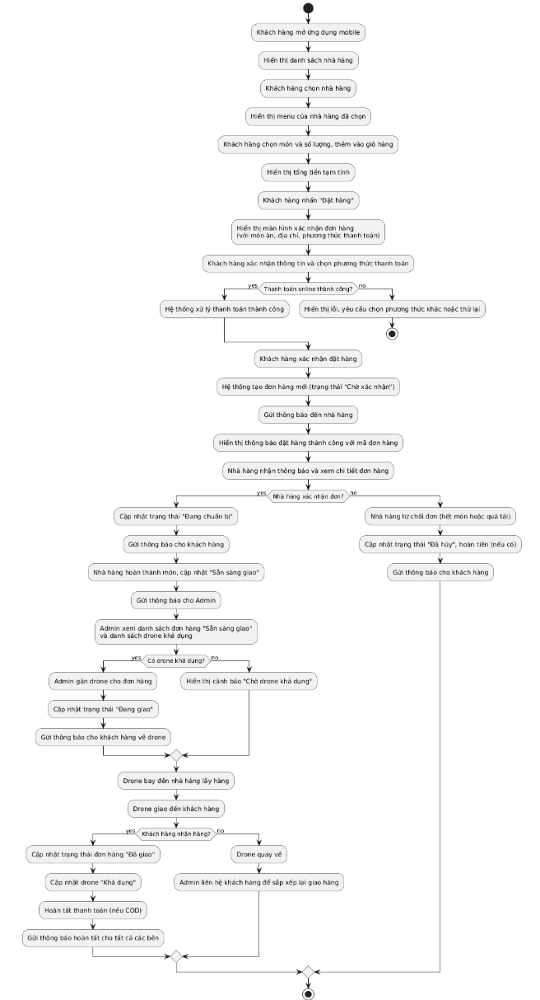 Khách hàng mở ứng dụng mobile
Hiển thị danh sách nhà hàng
Khách hàng chọn nhà hàng
Hiển thị menu của nhà hàng đã chọn
Khách hàng chọn món và số lượng, thêm vào giỏ hàng
Hiển thị tổng tiền tạm tính
Khách hàng nhấn "Đặt hàng"
Hiển thị màn hình xác nhận đơn hàng
(với món ăn, địa chỉ, phương thức thanh toán)
Khách hàng xác nhận thông tin và chọn phương thức thanh toán
yes
Thanh toán online thành công?
no
Hệ thống xử lý thanh toán thành công
Hiển thị lỗi, yêu cầu chọn phương thức khác hoặc thử lại
Khách hàng xác nhận đặt hàng
Hệ thống tạo đơn hàng mới (trạng thái "Chờ xác nhận")
Gửi thông báo đến nhà hàng
Hiển thị thông báo đặt hàng thành công với mã đơn hàng
Nhà hàng nhận thông báo và xem chi tiết đơn hàng
yes
Nhà hàng xác nhận đơn?
no
Cập nhật trạng thái "Đang chuẩn bị"
Nhà hàng từ chối đơn (hết món hoặc quá tải)
Gửi thông báo cho khách hàng
Cập nhật trạng thái "Đã hủy", hoàn tiền (nếu có)
Nhà hàng hoàn thành món, cập nhật "Sẵn sàng giao"
Gửi thông báo cho khách hàng
Gửi thông báo cho Admin
Admin xem danh sách đơn hàng "Sẵn sàng giao"
và danh sách drone khả dụng
yes
Có drone khả dụng?
no
Admin gán drone cho đơn hàng
Hiển thị cảnh báo "Chờ drone khả dụng"
Cập nhật trạng thái "Đang giao"
Gửi thông báo cho khách hàng về drone
Drone bay đến nhà hàng lấy hàng
Drone giao đến khách hàng
yes
Khách hàng nhận hàng?
no
Cập nhật trạng thái đơn hàng "Đã giao"
Drone quay về
Cập nhật drone "Khả dụng"
Admin liên hệ khách hàng để sắp xếp lại giao hàng
Hoàn tất thanh toán (nếu COD)
Gửi thông báo hoàn tất cho tất cả các bên